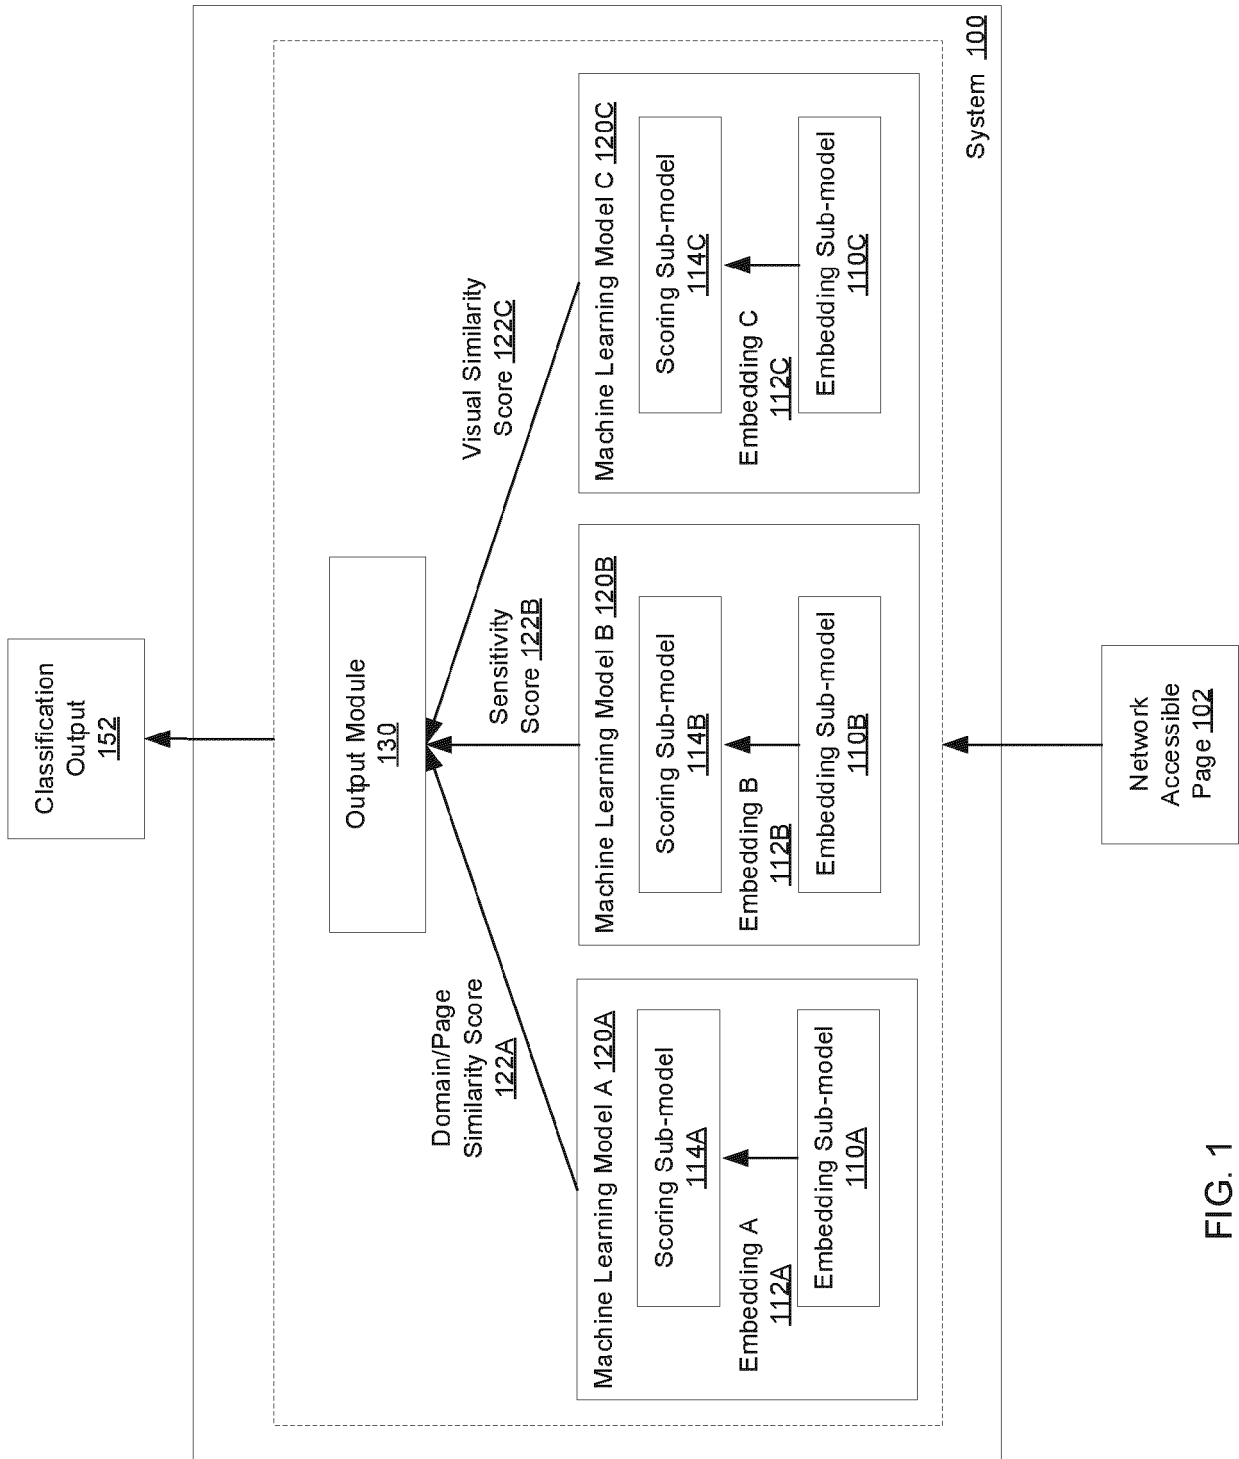 Classification
Output
152
Output Module
130
Domain/Page
Similarity Score
122A
Sensitivity
Score 122B
Visual Similarity
Score 122C
Machine Learning Model A 120A
Scoring Sub-model
114A
Embedding A
112A
Embedding Sub-model
110A
Machine Learning Model B 120B
Scoring Sub-model
114B
Embedding B
112B
Embedding Sub-model
110B
Machine Learning Model C 120C
Scoring Sub-model
114C
Embedding C
112C
Embedding Sub-model
110C
System 100
Network
Accessible
Page 102
FIG. 1